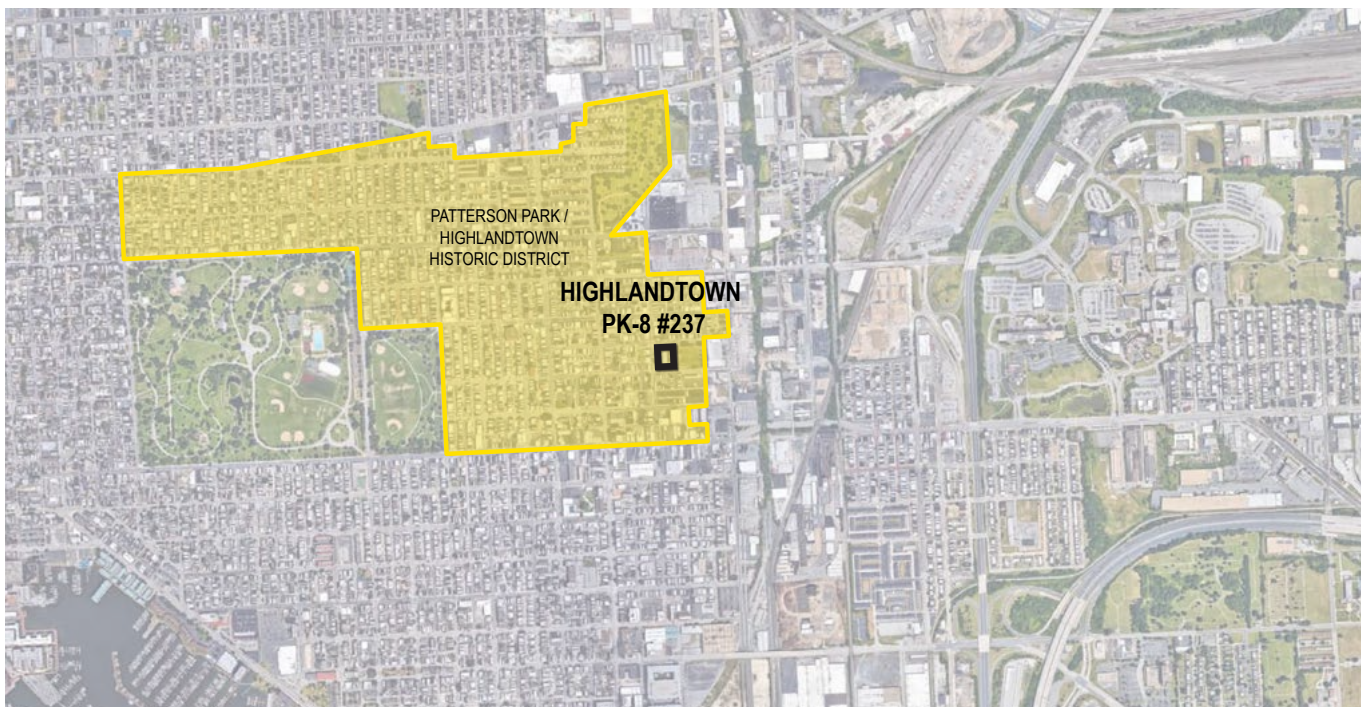 PATTERSON PARK /
HIGHLANDTOWN
HISTORIC DISTRICT
HIGHLANDTOWN
PK-8 #237